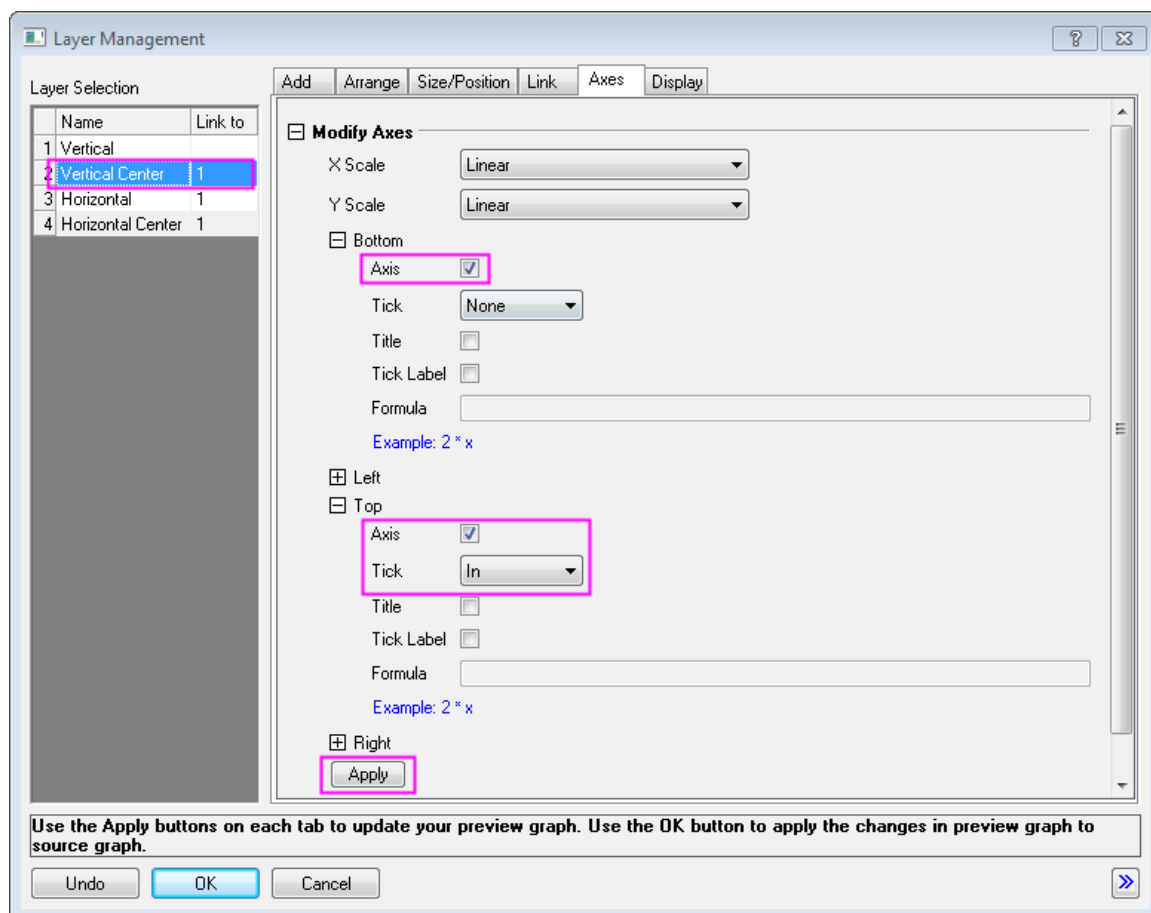 Layer Management
Layer Selection
Name Link to
1 Vertical
2 Vertical Center 1
3 Horizontal 1
4 Horizontal Center 1
Add Arrange Size/Position Link Axes Display
Modify Axes
X Scale Linear
Y Scale Linear
Bottom
Axis
Tick None
Title
Tick Label
Formula
Example: 2 * x
Left
Top
Axis
Tick In
Title
Tick Label
Formula
Example: 2 * x
Right
Apply
Use the Apply buttons on each tab to update your preview graph. Use the OK button to apply the changes in preview graph to
source graph.
Undo OK Cancel